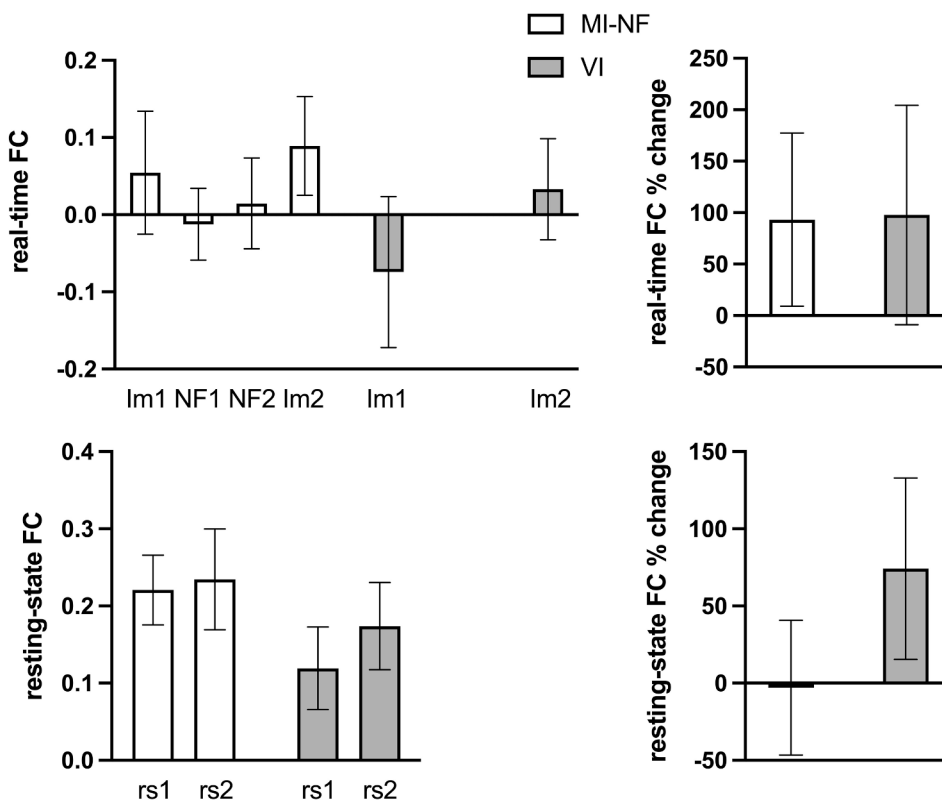 MI-NF
VI
real-time FC
0.2
0.1
0.0
-0.1
-0.2
Im1 NF1 NF2 Im2 Im1 Im2
real-time FC % change
250
200
150
100
50
0
-50
resting-state FC
0.4
0.3
0.2
0.1
0.0
rs1 rs2 rs1 rs2
resting-state FC % change
150
100
50
0
-50